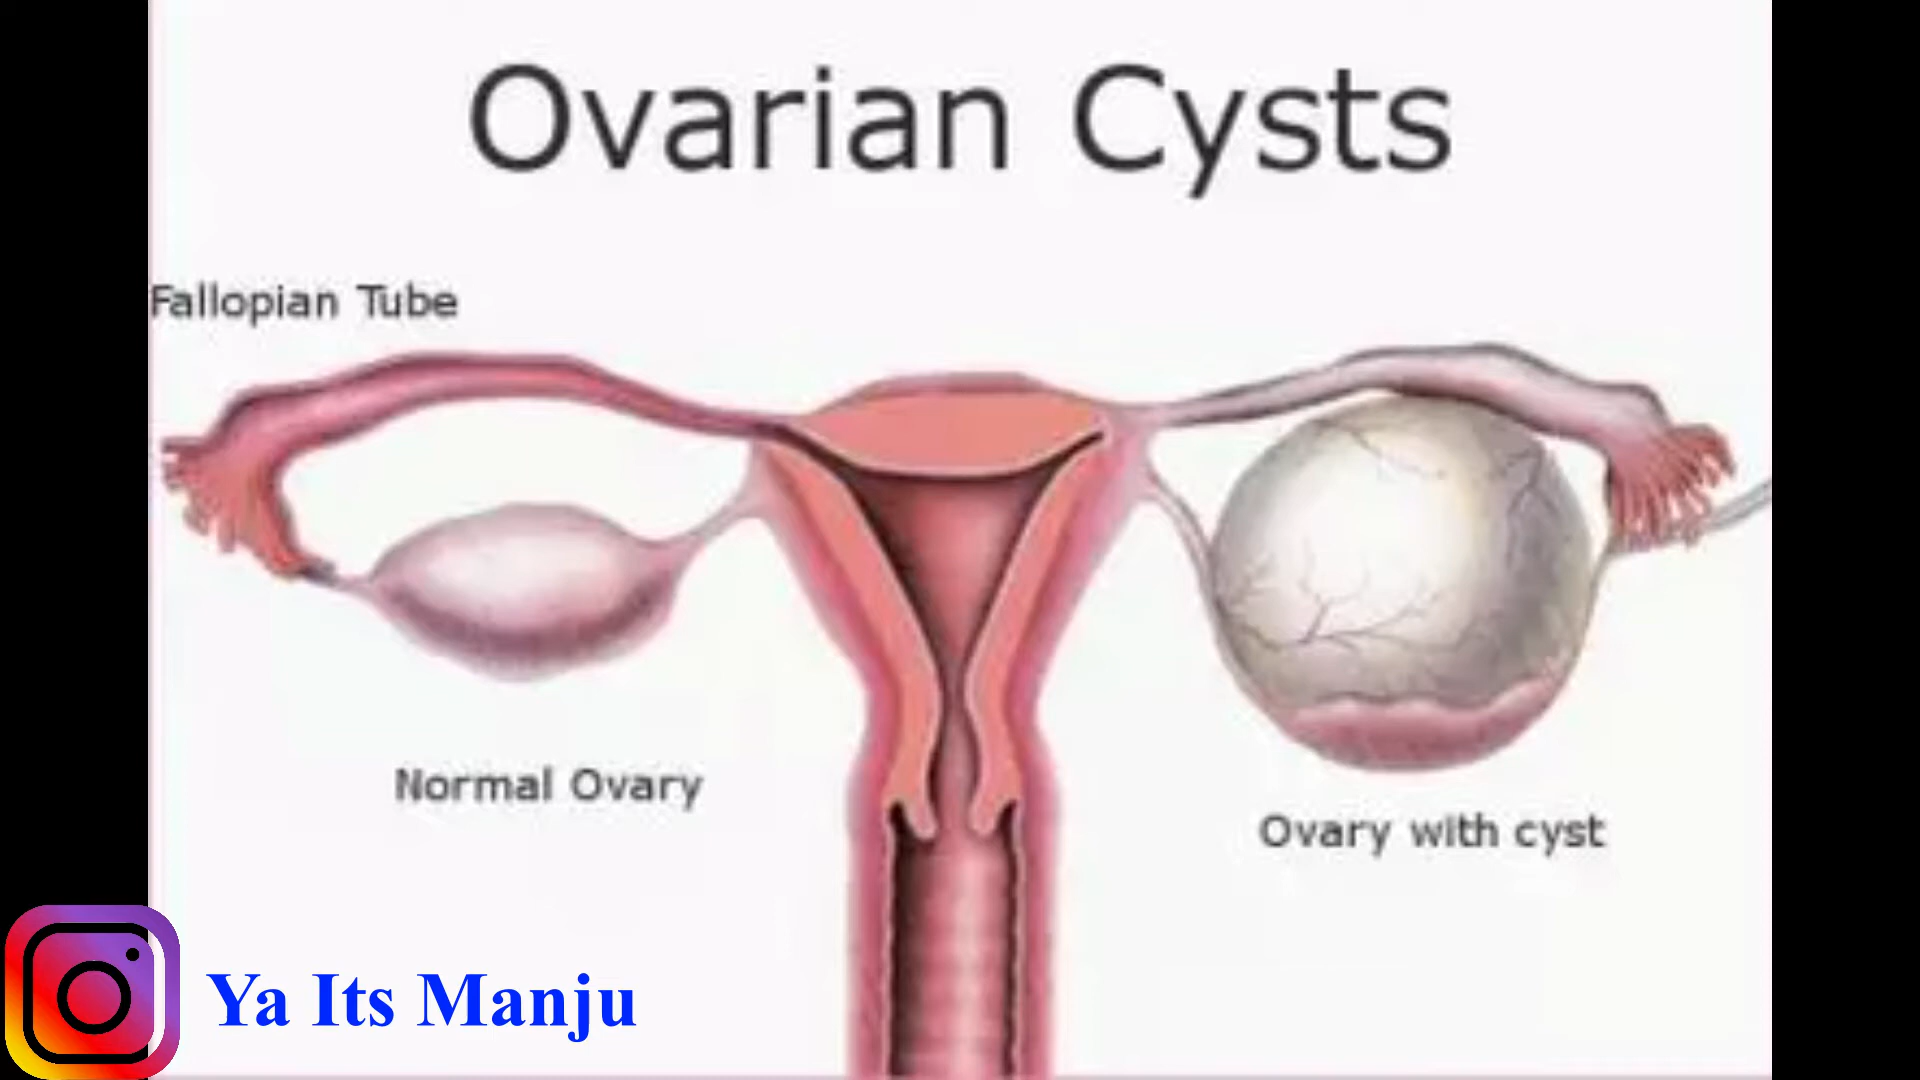 Ovarian Cysts
Fallopian Tube
Normal Ovary
Ovary with cyst
Ya Its Manju